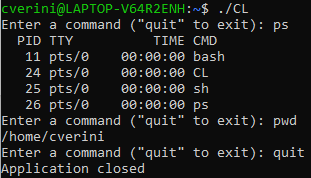 cverini@LAPTOP-V64R2ENH:~$ ./CL
Enter a command ("quit" to exit): ps
  PID TTY          TIME CMD
   11 pts/0    00:00:00 bash
   24 pts/0    00:00:00 CL
   25 pts/0    00:00:00 sh
   26 pts/0    00:00:00 ps
Enter a command ("quit" to exit): pwd
/home/cverini
Enter a command ("quit" to exit): quit
Application closed